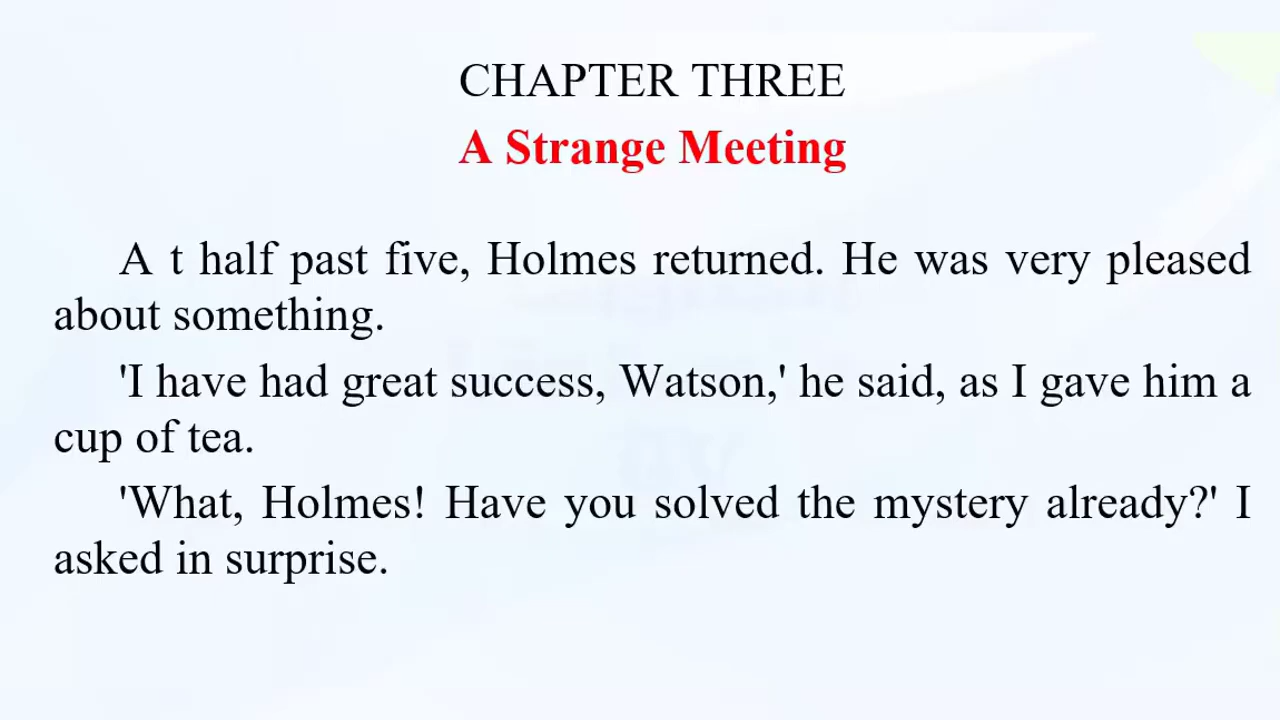 CHAPTER THREE
A Strange Meeting
A t half past five, Holmes returned. He was very pleased
about something.
'I have had great success, Watson,' he said, as I gave him a
cup of tea.
'What, Holmes! Have you solved the mystery already?' I
asked in surprise.